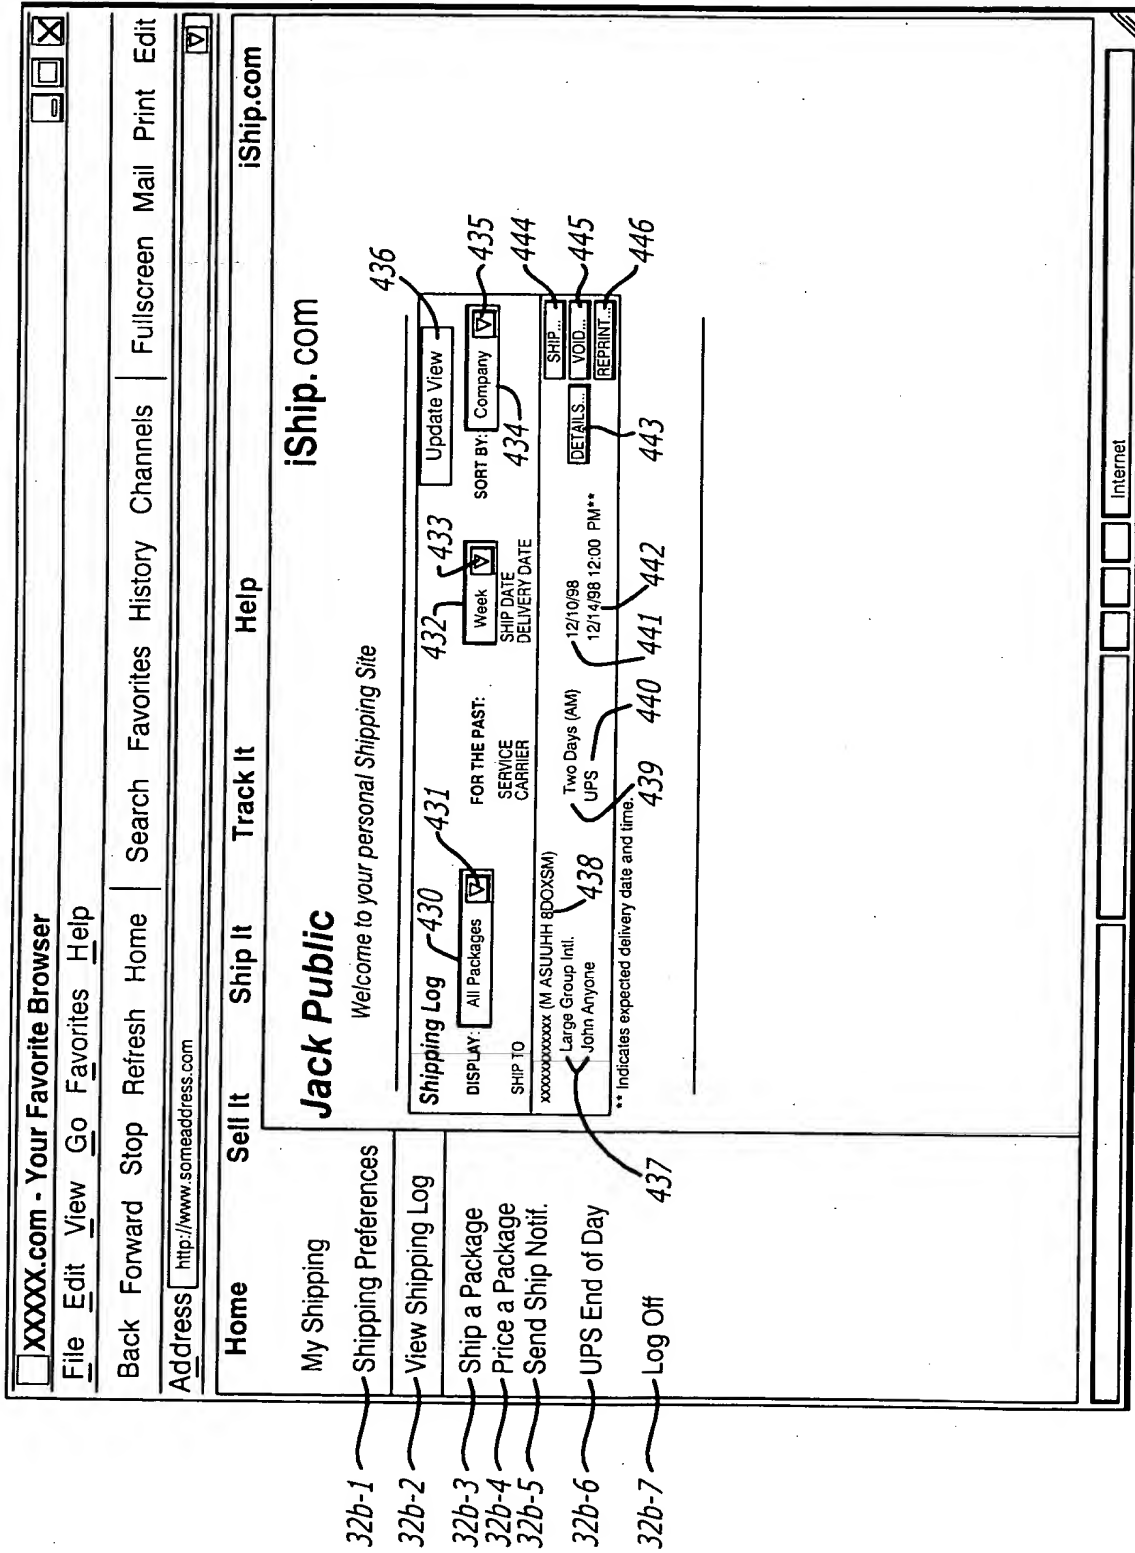 XXXXX.com - Your Favorite Browser
File Edit View Go Favorites Help
Back Forward Stop Refresh Home Search Favorites History Channels Fullscreen Mail Print Edit
Address http://www.someaddress.com
Home Sell It Ship It Track It Help iShip.com
My Shipping
32b-1 Shipping Preferences
32b-2 View Shipping Log
32b-3 Ship a Package
32b-4 Price a Package
32b-5 Send Ship Notif.
32b-6 UPS End of Day
32b-7 Log Off
Jack Public iShip.com
Welcome to your personal Shipping Site
436
Shipping Log 430 431 432 433 Update View
DISPLAY: All Packages FOR THE PAST: Week SORT BY: Company 435
434
SHIP TO SERVICE SHIP DATE
CARRIER DELIVERY DATE
xxxxxxxxxxxx (M ASUUHH 8DOXSM) SHIP... 444
Large Group Intl. Two Days (AM) 12/10/98 DETAILS... VOID... 445
John Anyone UPS 12/14/98 12:00 PM** REPRINT... 446
** Indicates expected delivery date and time.
437 438 439 440 441 442 443
Internet